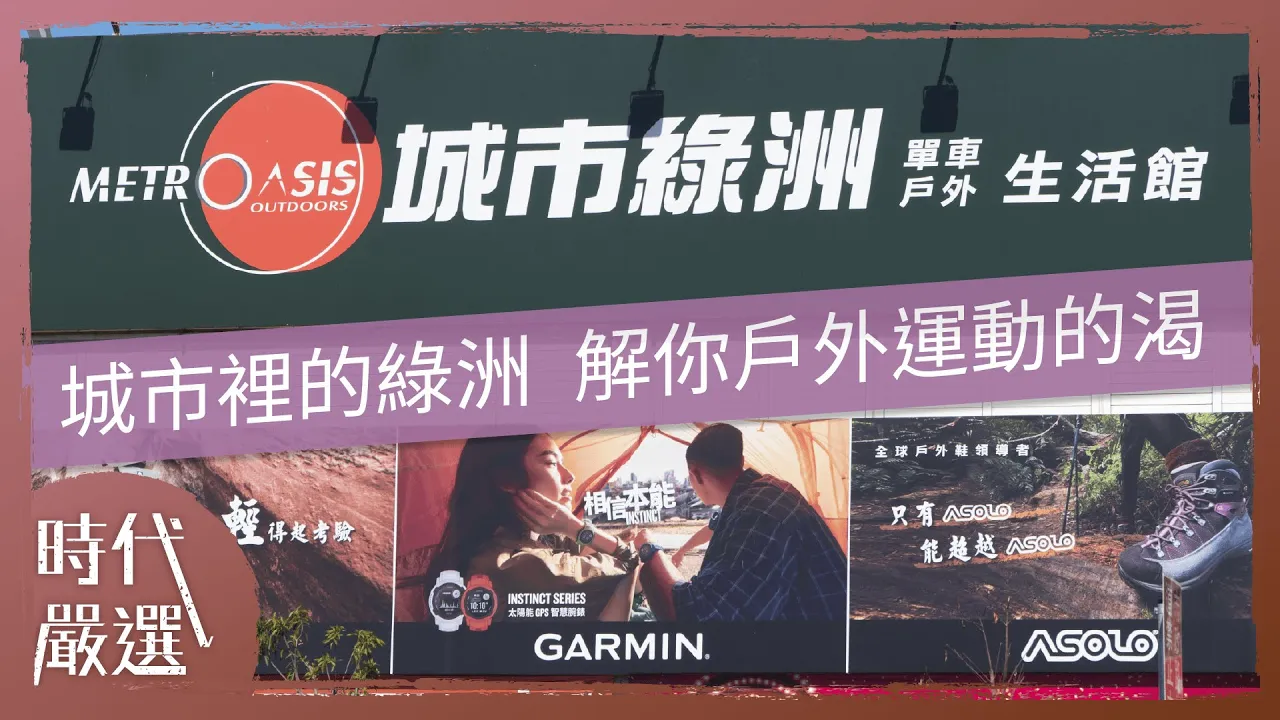 METROASIS
OUTDOORS
城市綠洲
單車
戶外
生活館
城市裡的綠洲 解你戶外運動的渴
時代
嚴選
輕得起考驗
相信本能
INSTINCT
INSTINCT SERIES
太陽能 GPS 智慧腕錶
GARMIN.
全球戶外鞋領導者
只有 ASOLO
能超越 ASOLO
ASOLO